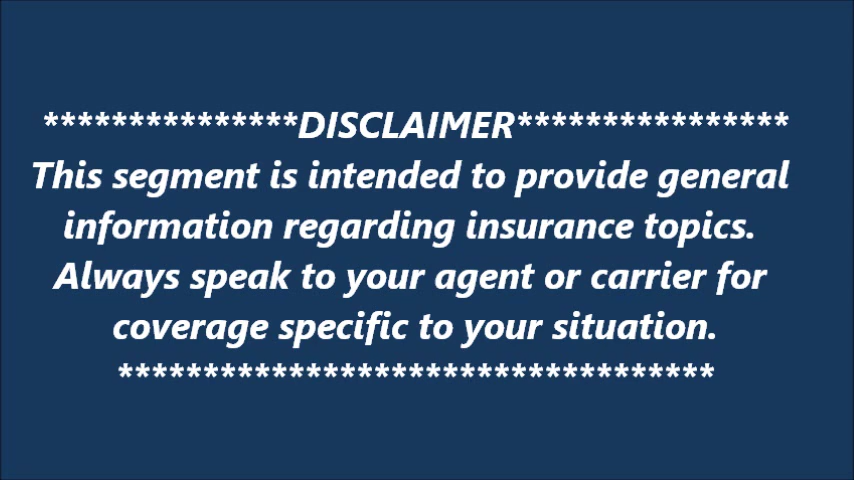 ***************DISCLAIMER****************
This segment is intended to provide general
information regarding insurance topics.
Always speak to your agent or carrier for
coverage specific to your situation.
***********************************